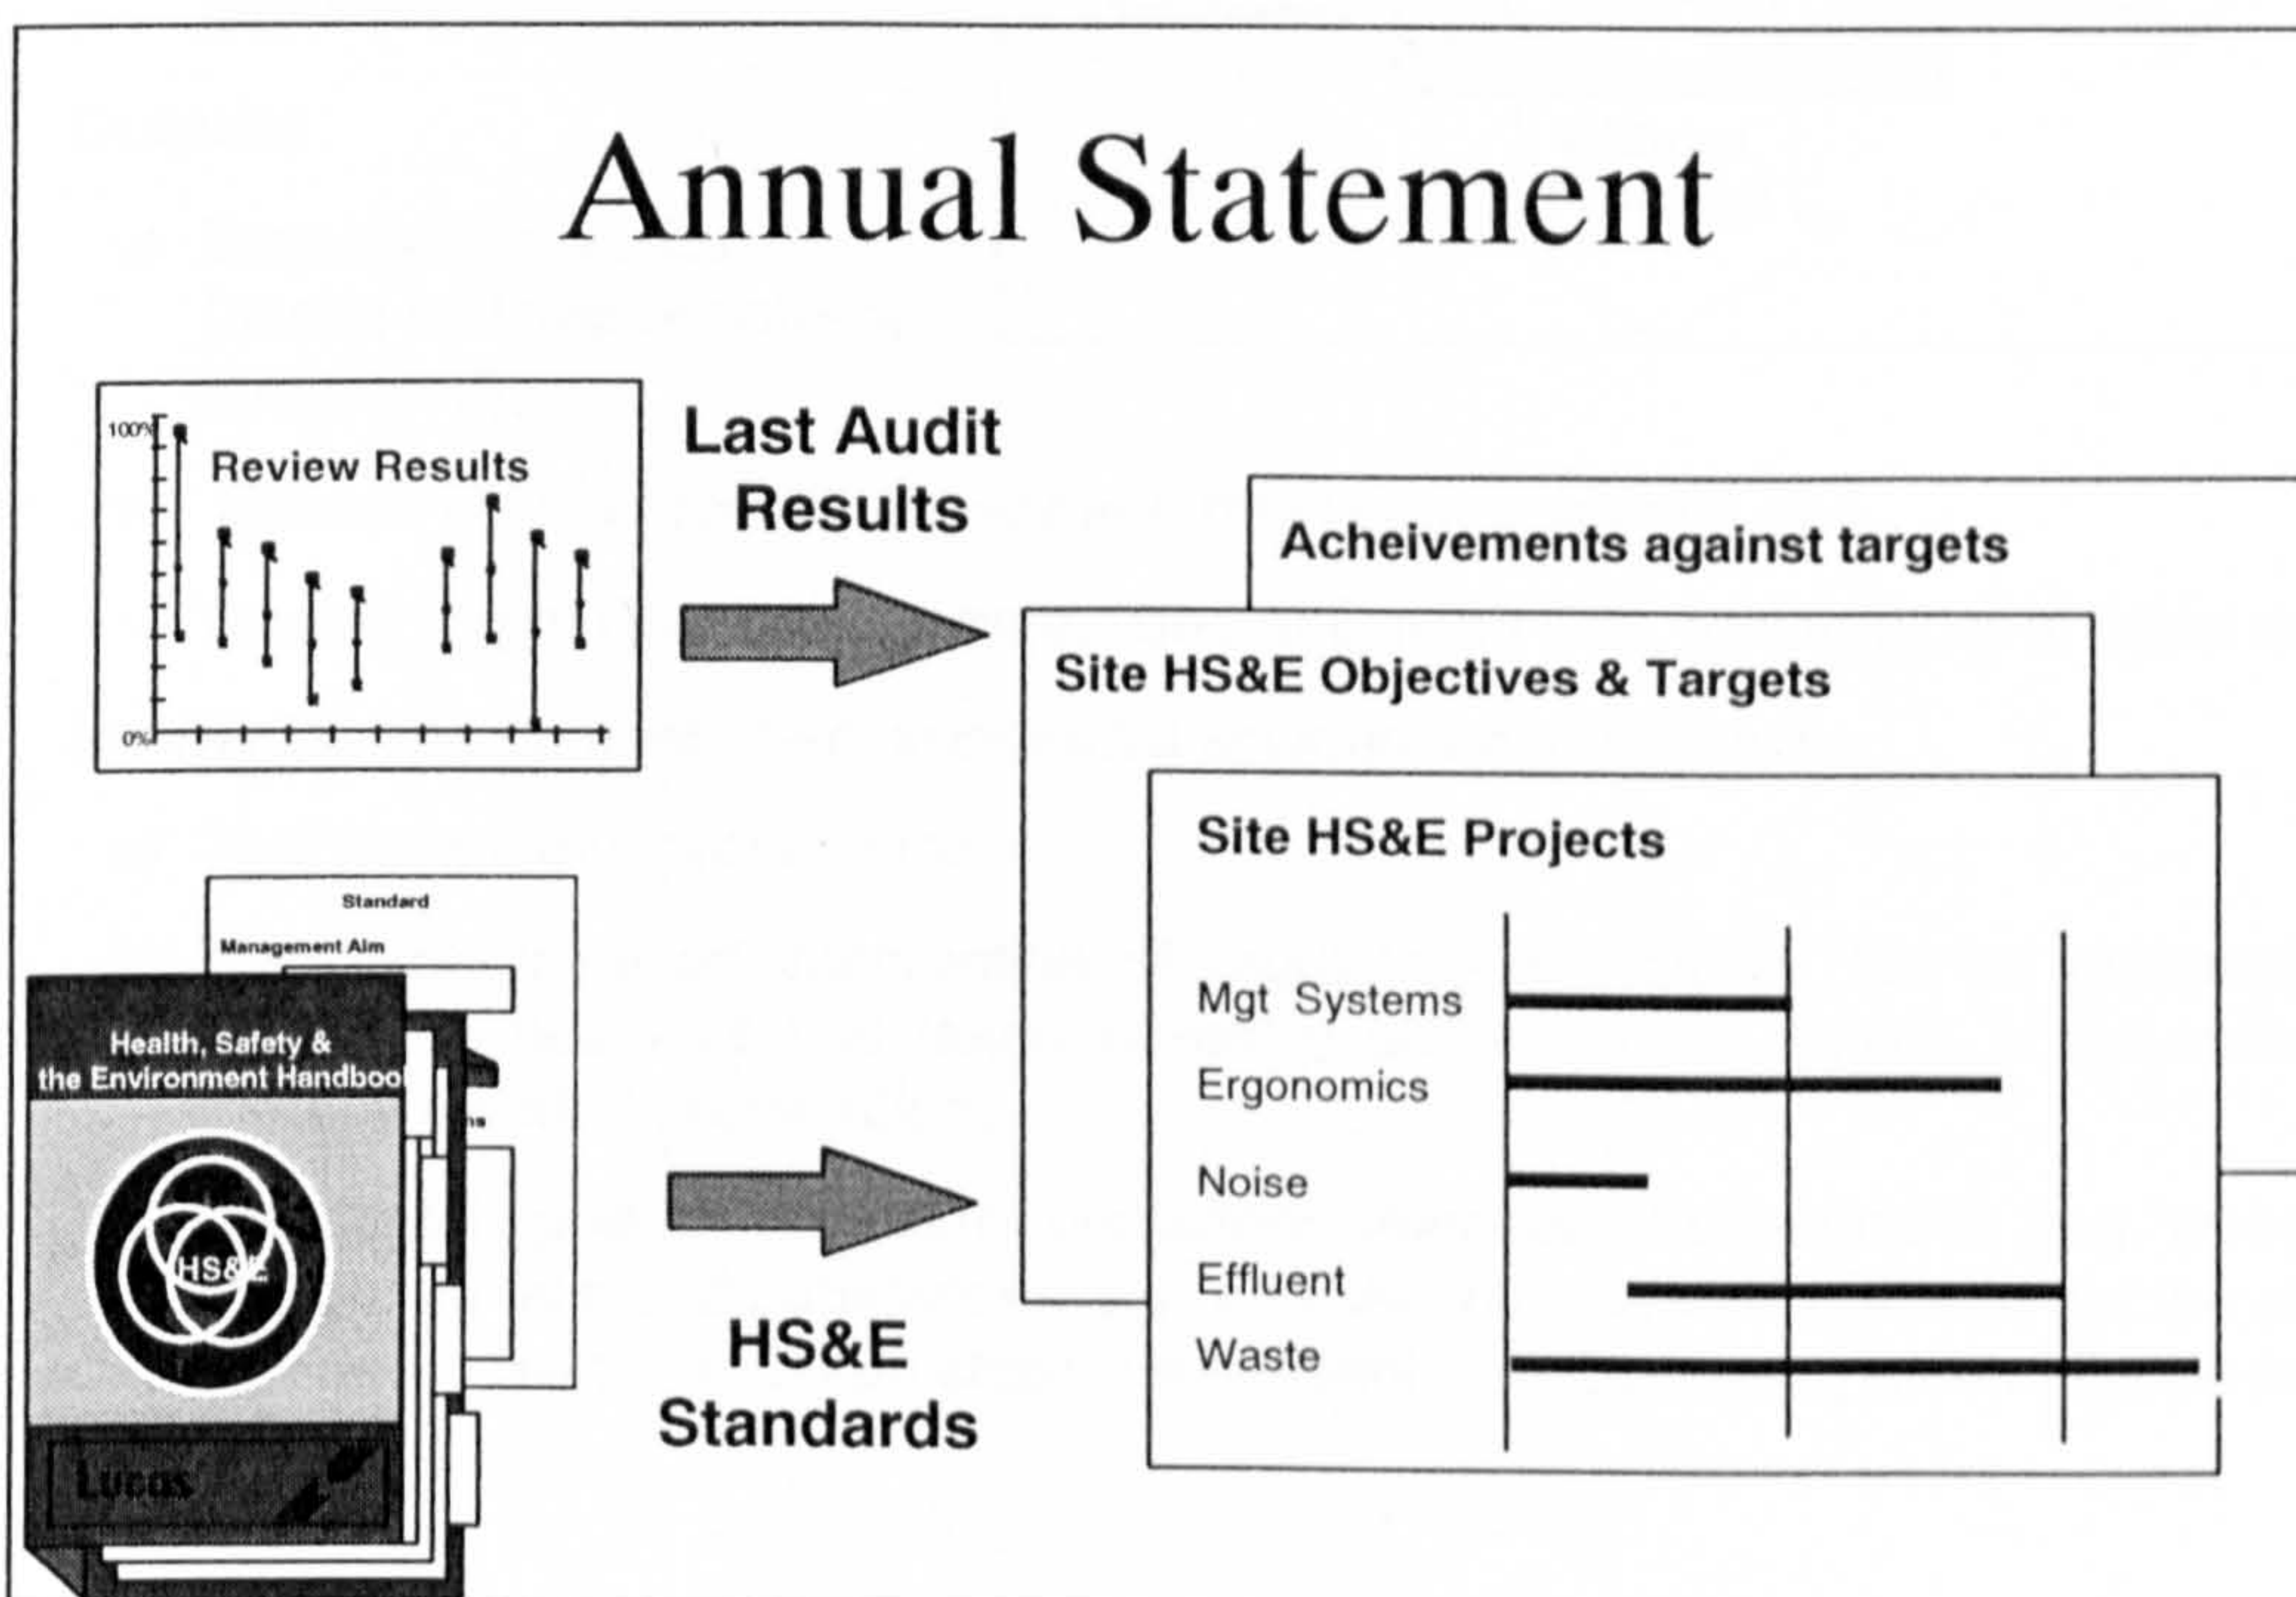 Annual Statement
100%
Review Results
0%
Last Audit
Results
Acheivements against targets
Site HS&E Objectives & Targets
Site HS&E Projects
Mgt Systems
Ergonomics
Noise
Effluent
Waste
Standard
Management Aim
ns
Health, Safety &
the Environment Handboo
HS&E
Lucas
HS&E
Standards